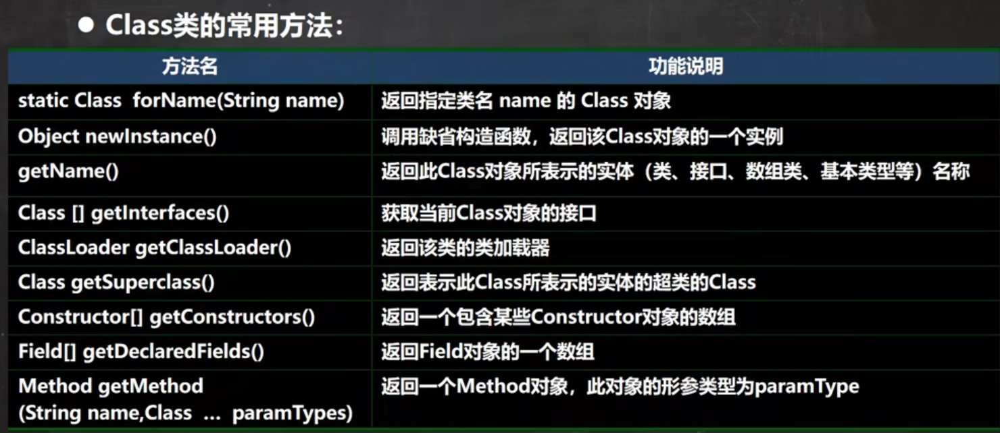 ● Class类的常用方法：
方法名 功能说明
static Class forName(String name) 返回指定类名 name 的 Class 对象
Object newInstance() 调用缺省构造函数，返回该Class对象的一个实例
getName() 返回此Class对象所表示的实体（类、接口、数组类、基本类型等）名称
Class [] getInterfaces() 获取当前Class对象的接口
ClassLoader getClassLoader() 返回该类的类加载器
Class getSuperclass() 返回表示此Class所表示的实体的超类的Class
Constructor[] getConstructors() 返回一个包含某些Constructor对象的数组
Field[] getDeclaredFields() 返回Field对象的一个数组
Method getMethod 返回一个Method对象，此对象的形参类型为paramType
(String name,Class … paramTypes)